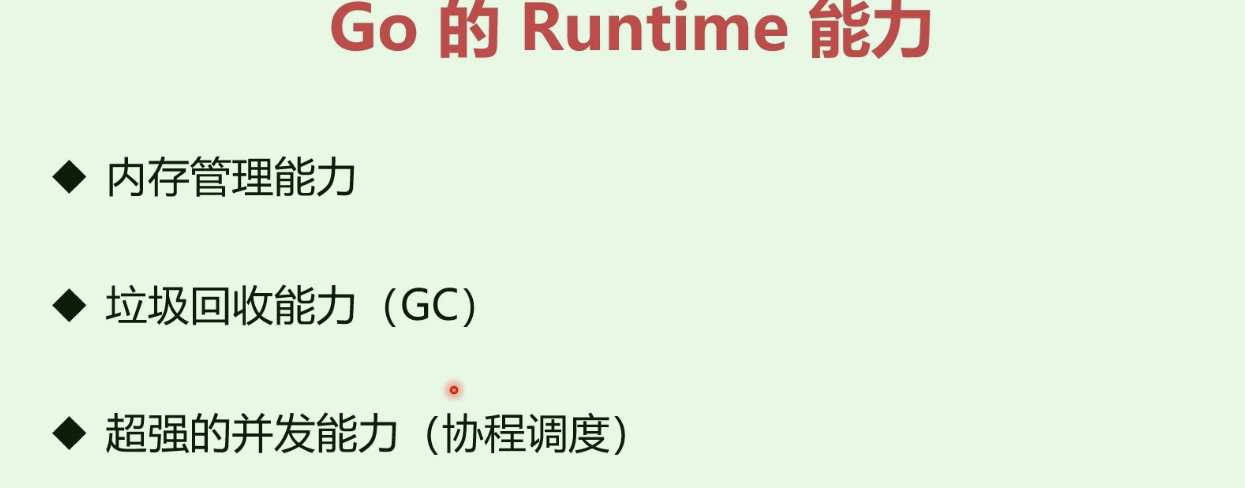 Go 的 Runtime 能力
◆ 内存管理能力
◆ 垃圾回收能力（GC）
◆ 超强的并发能力（协程调度）